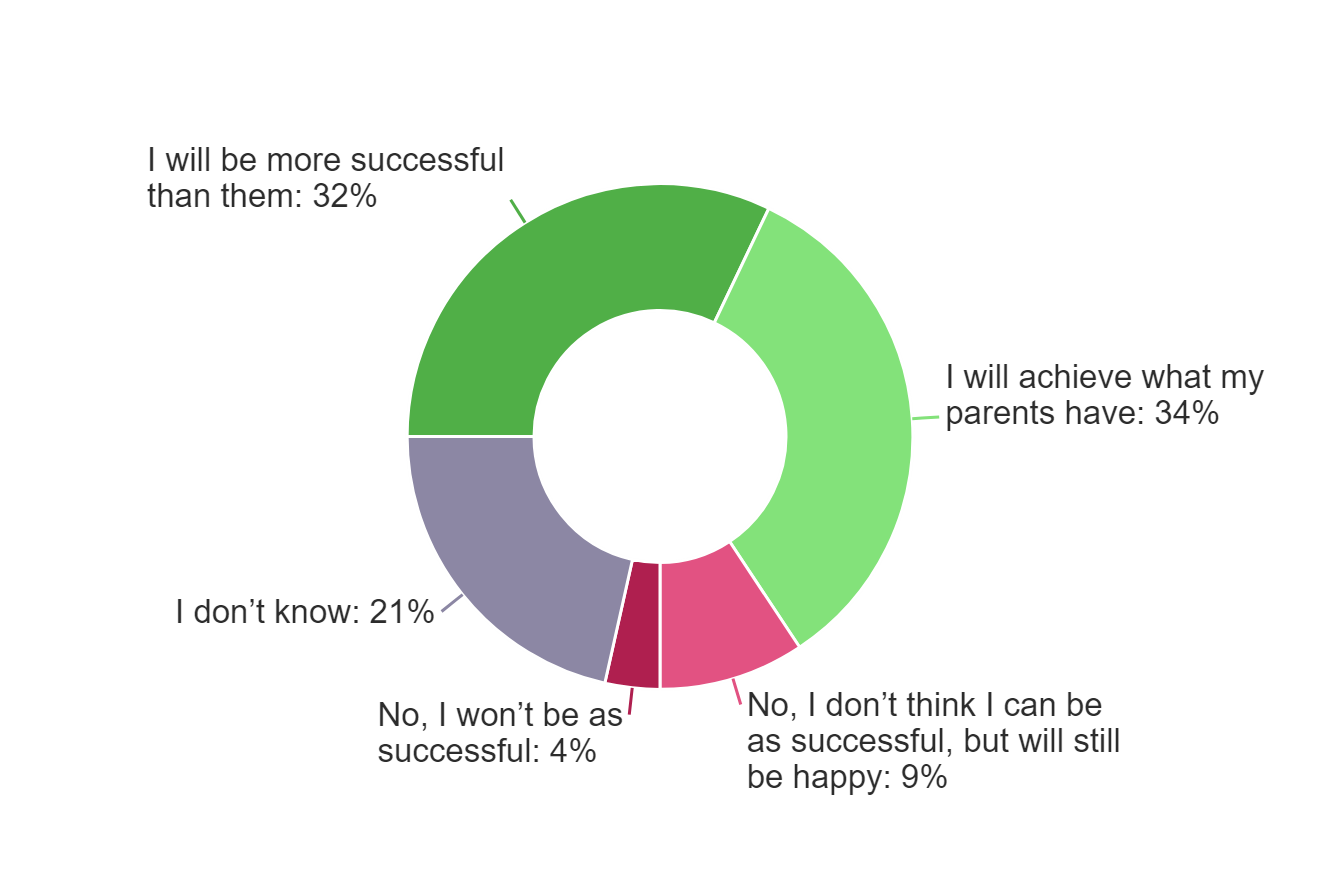 I will be more successful
than them: 32%
I will achieve what my
parents have: 34%
I don’t know: 21%
No, I won’t be as
successful: 4%
No, I don’t think I can be
as successful, but will still
be happy: 9%